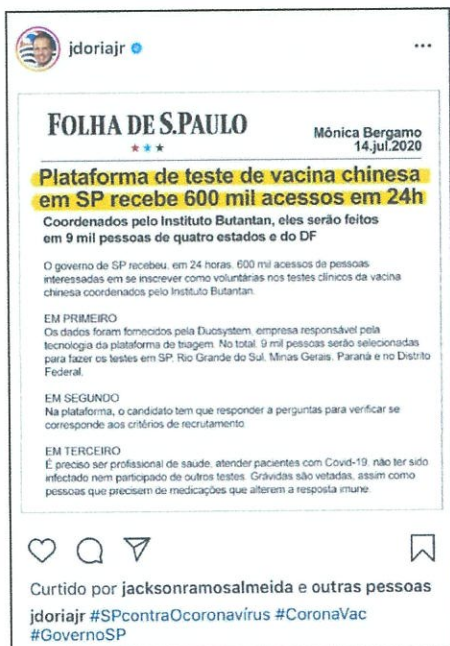 jdoriajr
FOLHA DE S.PAULO
Mônica Bergamo
14.jul.2020
Plataforma de teste de vacina chinesa
em SP recebe 600 mil acessos em 24h
Coordenados pelo Instituto Butantan, eles serão feitos
em 9 mil pessoas de quatro estados e do DF
O governo de SP recebeu, em 24 horas, 600 mil acessos de pessoas
interessadas em se inscrever como voluntárias nos testes clínicos da vacina
chinesa coordenados pelo Instituto Butantan.
EM PRIMEIRO
Os dados foram fornecidos pela Duosystem, empresa responsável pela
tecnologia da plataforma de triagem. No total, 9 mil pessoas serão selecionadas
para fazer os testes em SP, Rio Grande do Sul, Minas Gerais, Paraná e no Distrito
Federal.
EM SEGUNDO
Na plataforma, o candidato tem que responder a perguntas para verificar se
corresponde aos critérios de recrutamento
EM TERCEIRO
É preciso ser profissional de saúde, atender pacientes com Covid-19, não ter sido
infectado nem participado de outros testes. Grávidas são vetadas, assim como
pessoas que precisem de medicações que alterem a resposta imune.
Curtido por jacksonramosalmeida e outras pessoas
jdoriajr #SPcontraOcoronavírus #CoronaVac
#GovernoSP